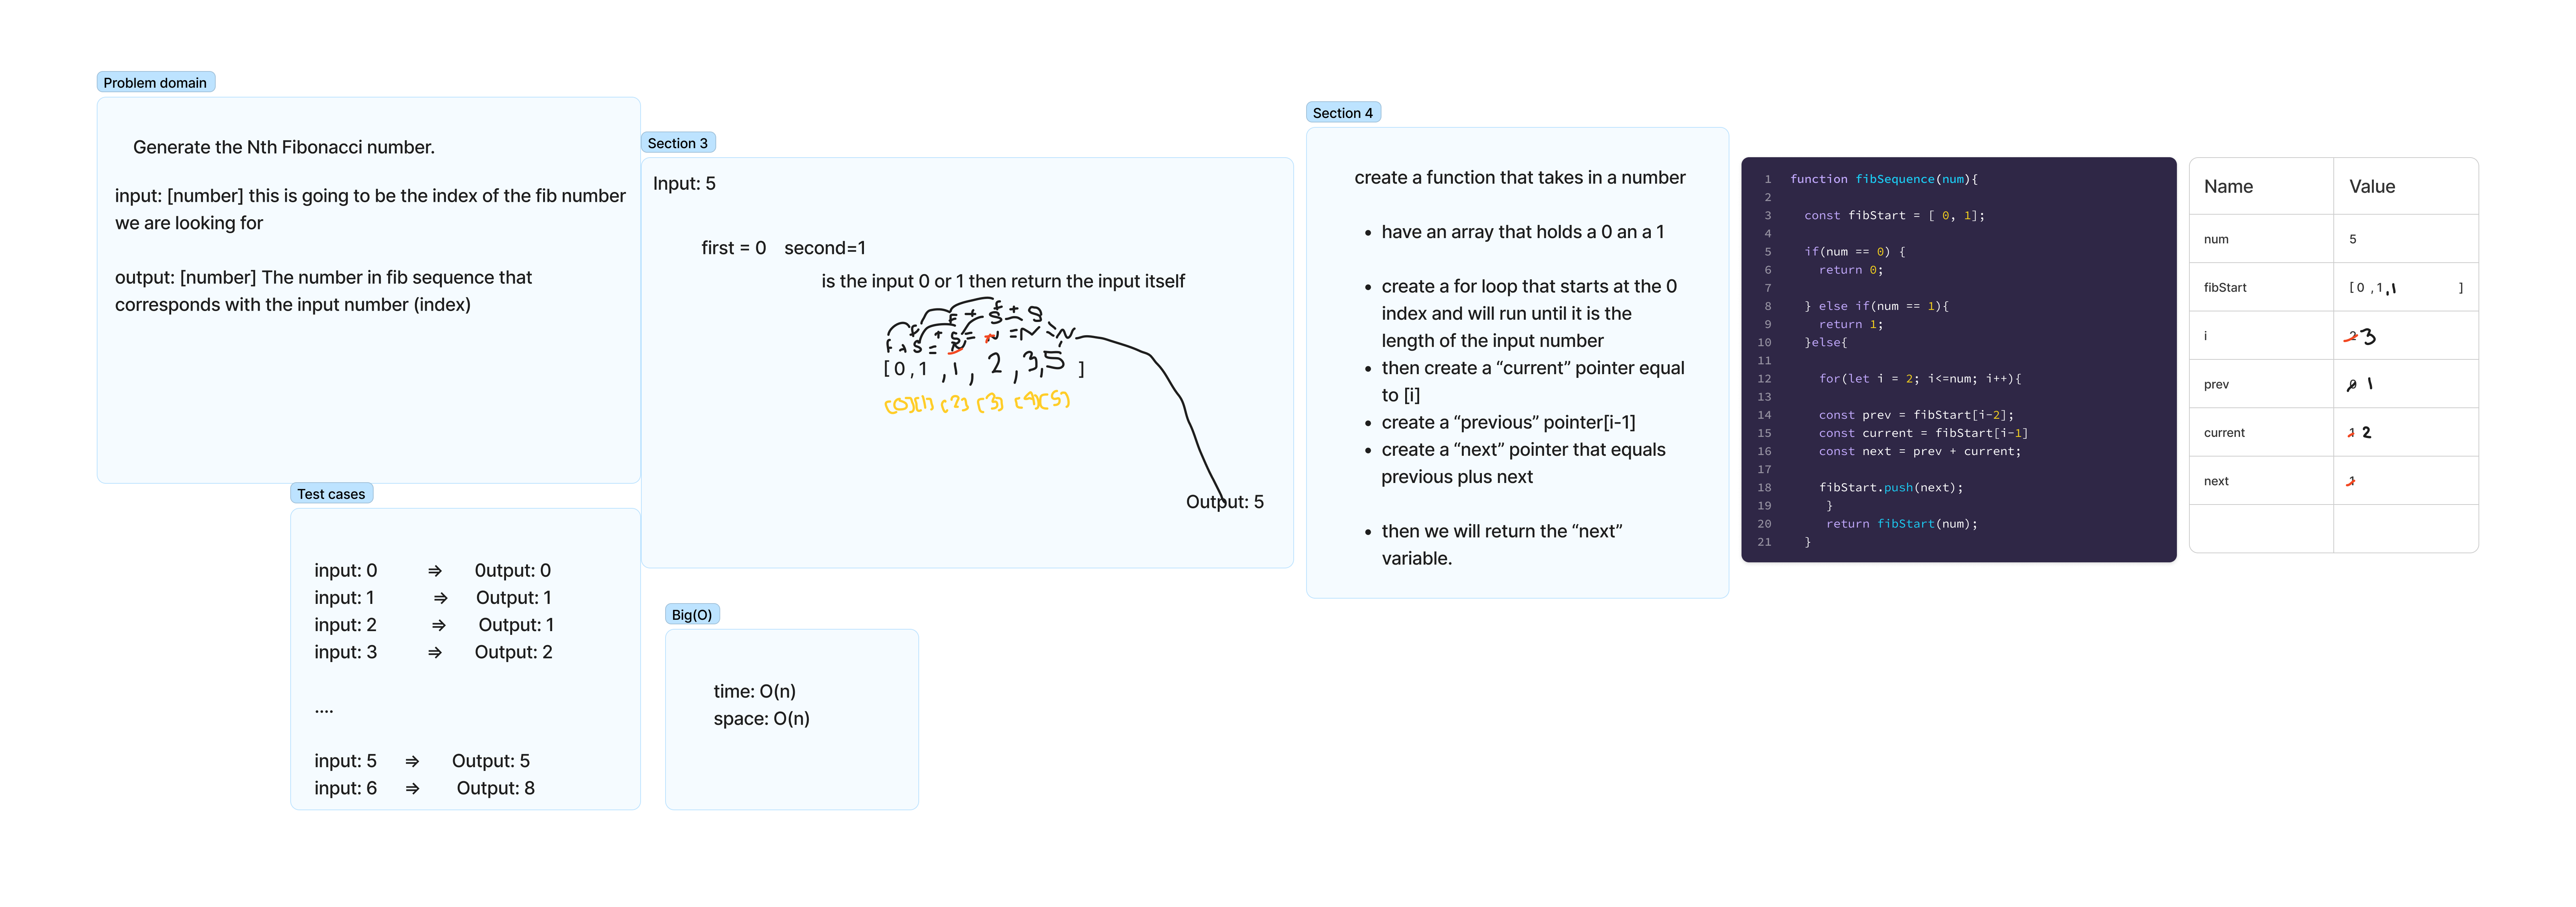 Problem domain
Generate the Nth Fibonacci number.
input: [number] this is going to be the index of the fib number
we are looking for
output: [number] The number in fib sequence that
corresponds with the input number (index)
Test cases
input: 0 ⇒ 0utput: 0
input: 1 ⇒ Output: 1
input: 2 ⇒ Output: 1
input: 3 ⇒ Output: 2
....
input: 5 ⇒ Output: 5
input: 6 ⇒ Output: 8
Section 3
Input: 5
first = 0 second=1
is the input 0 or 1 then return the input itself
f + S + S
f + S = N = N
f + S = N
[ 0 , 1 , 1 , 2 , 3 , 5 ]
[0][1] [2] [3] [4][5]
Output: 5
Big(O)
time: O(n)
space: O(n)
Section 4
create a function that takes in a number
• have an array that holds a 0 an a 1
• create a for loop that starts at the 0
index and will run until it is the
length of the input number
• then create a “current” pointer equal
to [i]
• create a “previous” pointer[i-1]
• create a “next” pointer that equals
previous plus next
• then we will return the “next”
variable.
1 function fibSequence(num){
2
3 const fibStart = [ 0, 1];
4
5 if(num == 0) {
6 return 0;
7
8 } else if(num == 1){
9 return 1;
10 }else{
11
12 for(let i = 2; i<=num; i++){
13
14 const prev = fibStart[i-2];
15 const current = fibStart[i-1]
16 const next = prev + current;
17
18 fibStart.push(next);
19 }
20 return fibStart(num);
21 }
Name Value
num 5
fibStart [ 0 , 1 , 1 ]
i 2 3
prev 0 1
current 1 2
next 1